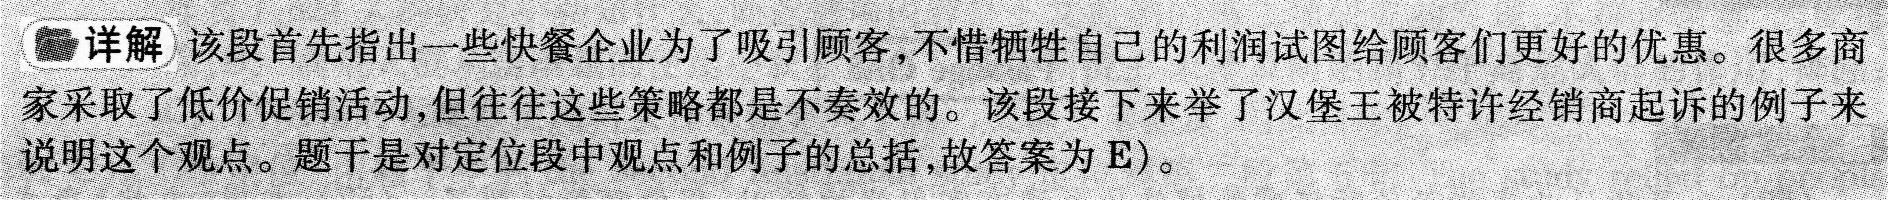 详解 该段首先指出一些快餐企业为了吸引顾客,不惜牺牲自己的利润试图给顾客们更好的优惠。很多商
家采取了低价促销活动,但往往这些策略都是不奏效的。该段接下来举了汉堡王被特许经销商起诉的例子来
说明这个观点。题干是对定位段中观点和例子的总括,故答案为 E)。